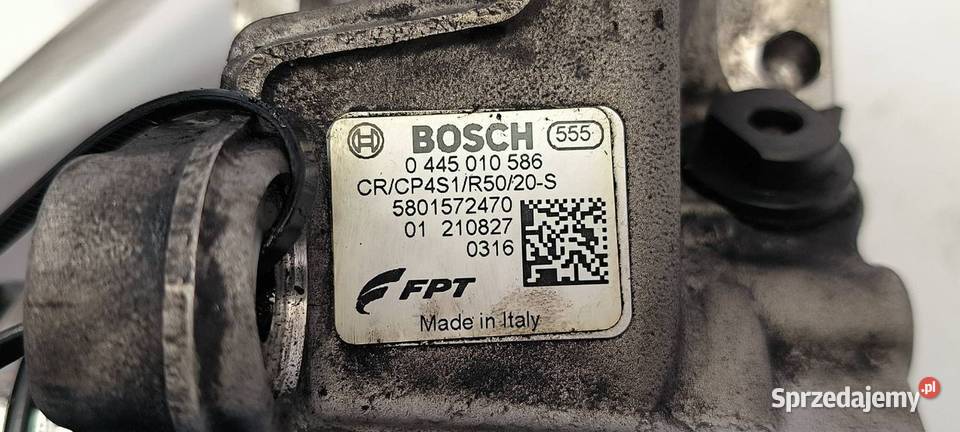 BOSCH 555
0 445 010 586
CR/CP4S1/R50/20-S
5801572470
01 210827
0316
FPT
Made in Italy
Sprzedajemy.pl